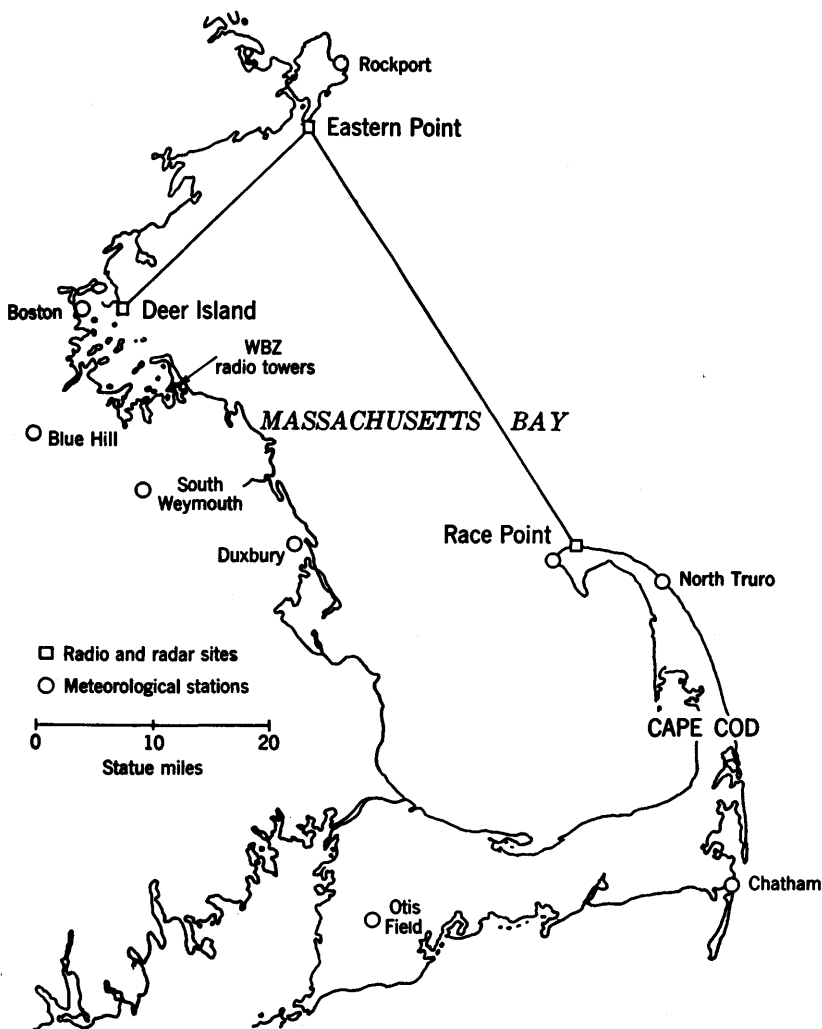 Rockport
Eastern Point
Boston
Deer Island
WBZ
radio towers
MASSACHUSETTS BAY
Blue Hill
South
Weymouth
Race Point
Duxbury
North Truro
Radio and radar sites
Meteorological stations
0 10 20
Statue miles
CAPE COD
Chatham
Otis
Field